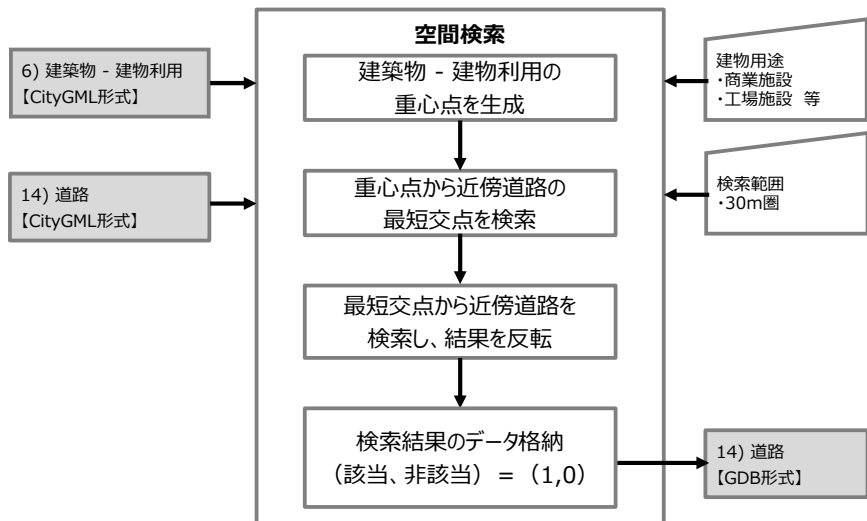 空間検索
6) 建築物 - 建物利用
【CityGML形式】
建築物 - 建物利用の
重心点を生成
建物用途
・商業施設
・工場施設 等
14) 道路
【CityGML形式】
重心点から近傍道路の
最短交点を検索
検索範囲
・30m圏
最短交点から近傍道路を
検索し、結果を反転
検索結果のデータ格納
（該当、非該当）＝（1,0）
14) 道路
【GDB形式】